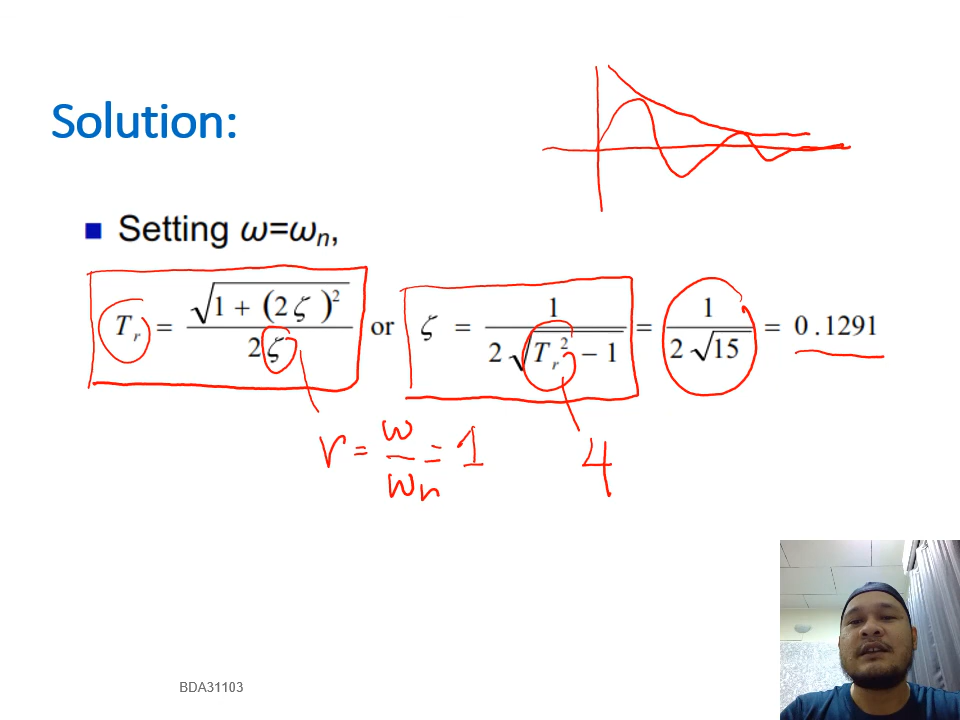 Solution:
■ Setting ω=ωn,
Tr = √(1 + (2ζ)²) / 2ζ or ζ = 1 / 2√(Tr² − 1) = 1 / 2√15 = 0.1291
r = ω / ωn = 1
4
BDA31103